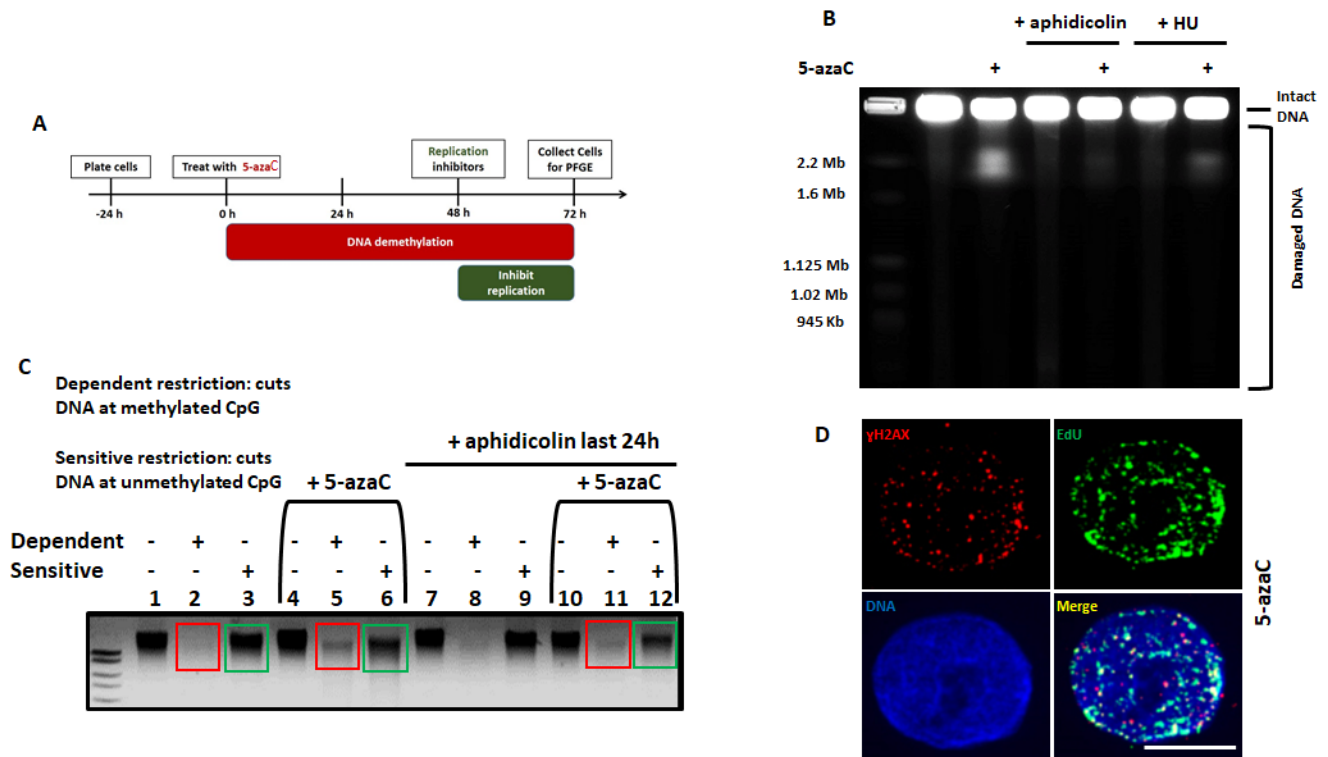 A
Plate cells
Treat with 5-azaC
Replication
inhibitors
Collect Cells
for PFGE
-24 h
0 h
24 h
48 h
72 h
DNA demethylation
Inhibit
replication
B
+ aphidicolin
+ HU
5-azaC
+
+
+
Intact
DNA
2.2 Mb
1.6 Mb
1.125 Mb
1.02 Mb
945 Kb
Damaged DNA
C
Dependent restriction: cuts
DNA at methylated CpG
Sensitive restriction: cuts
DNA at unmethylated CpG
+ aphidicolin last 24h
+ 5-azaC
+ 5-azaC
Dependent - + - - + - - + - - + -
Sensitive - - + - - + - - + - - +
1 2 3 4 5 6 7 8 9 10 11 12
D
γH2AX
EdU
DNA
Merge
5-azaC